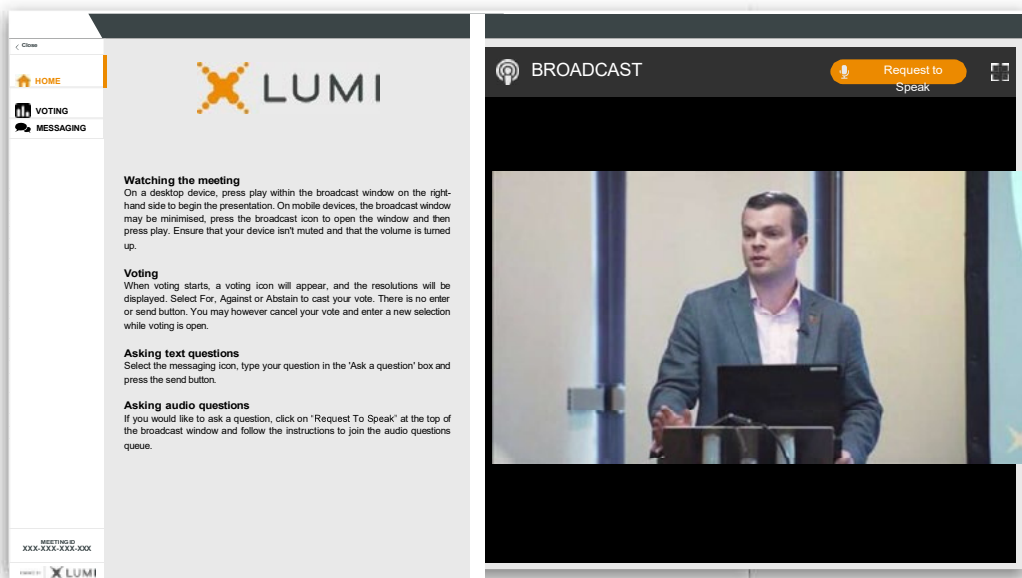 Close
HOME
VOTING
MESSAGING
LUMI
Watching the meeting
On a desktop device, press play within the broadcast window on the right-
hand side to begin the presentation. On mobile devices, the broadcast window
may be minimised, press the broadcast icon to open the window and then
press play. Ensure that your device isn't muted and that the volume is turned
up.
Voting
When voting starts, a voting icon will appear, and the resolutions will be
displayed. Select For, Against or Abstain to cast your vote. There is no enter
or send button. You may however cancel your vote and enter a new selection
while voting is open.
Asking text questions
Select the messaging icon, type your question in the 'Ask a question' box and
press the send button.
Asking audio questions
If you would like to ask a question, click on “Request To Speak” at the top of
the broadcast window and follow the instructions to join the audio questions
queue.
MEETING ID
XXX-XXX-XXX-XXX
LUMI
BROADCAST
Request to
Speak